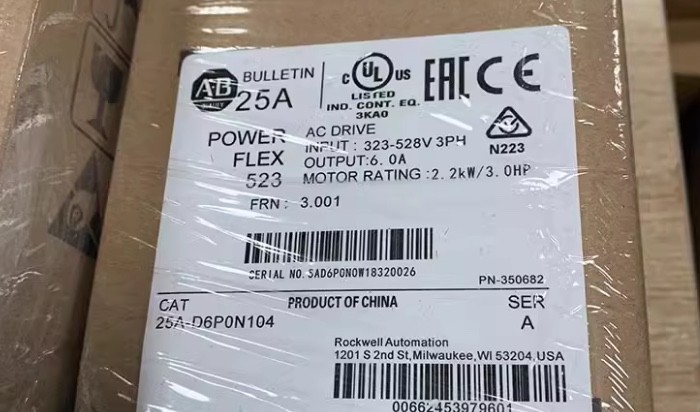 AB
BULLETIN
25A
C UL US
LISTED
IND. CONT. EQ.
3KA0
EAC CE
N223
POWER
FLEX
523
AC DRIVE
INPUT: 323-528V 3PH
OUTPUT:6.0A
MOTOR RATING:2.2kW/3.0HP
FRN: 3.001
SERIAL NO.5AD6P0N0W18320026
PN-350682
CAT
25A-D6P0N104
PRODUCT OF CHINA
SER
A
Rockwell Automation
1201 S 2nd St,Milwaukee,WI 53204,USA
00662453979601